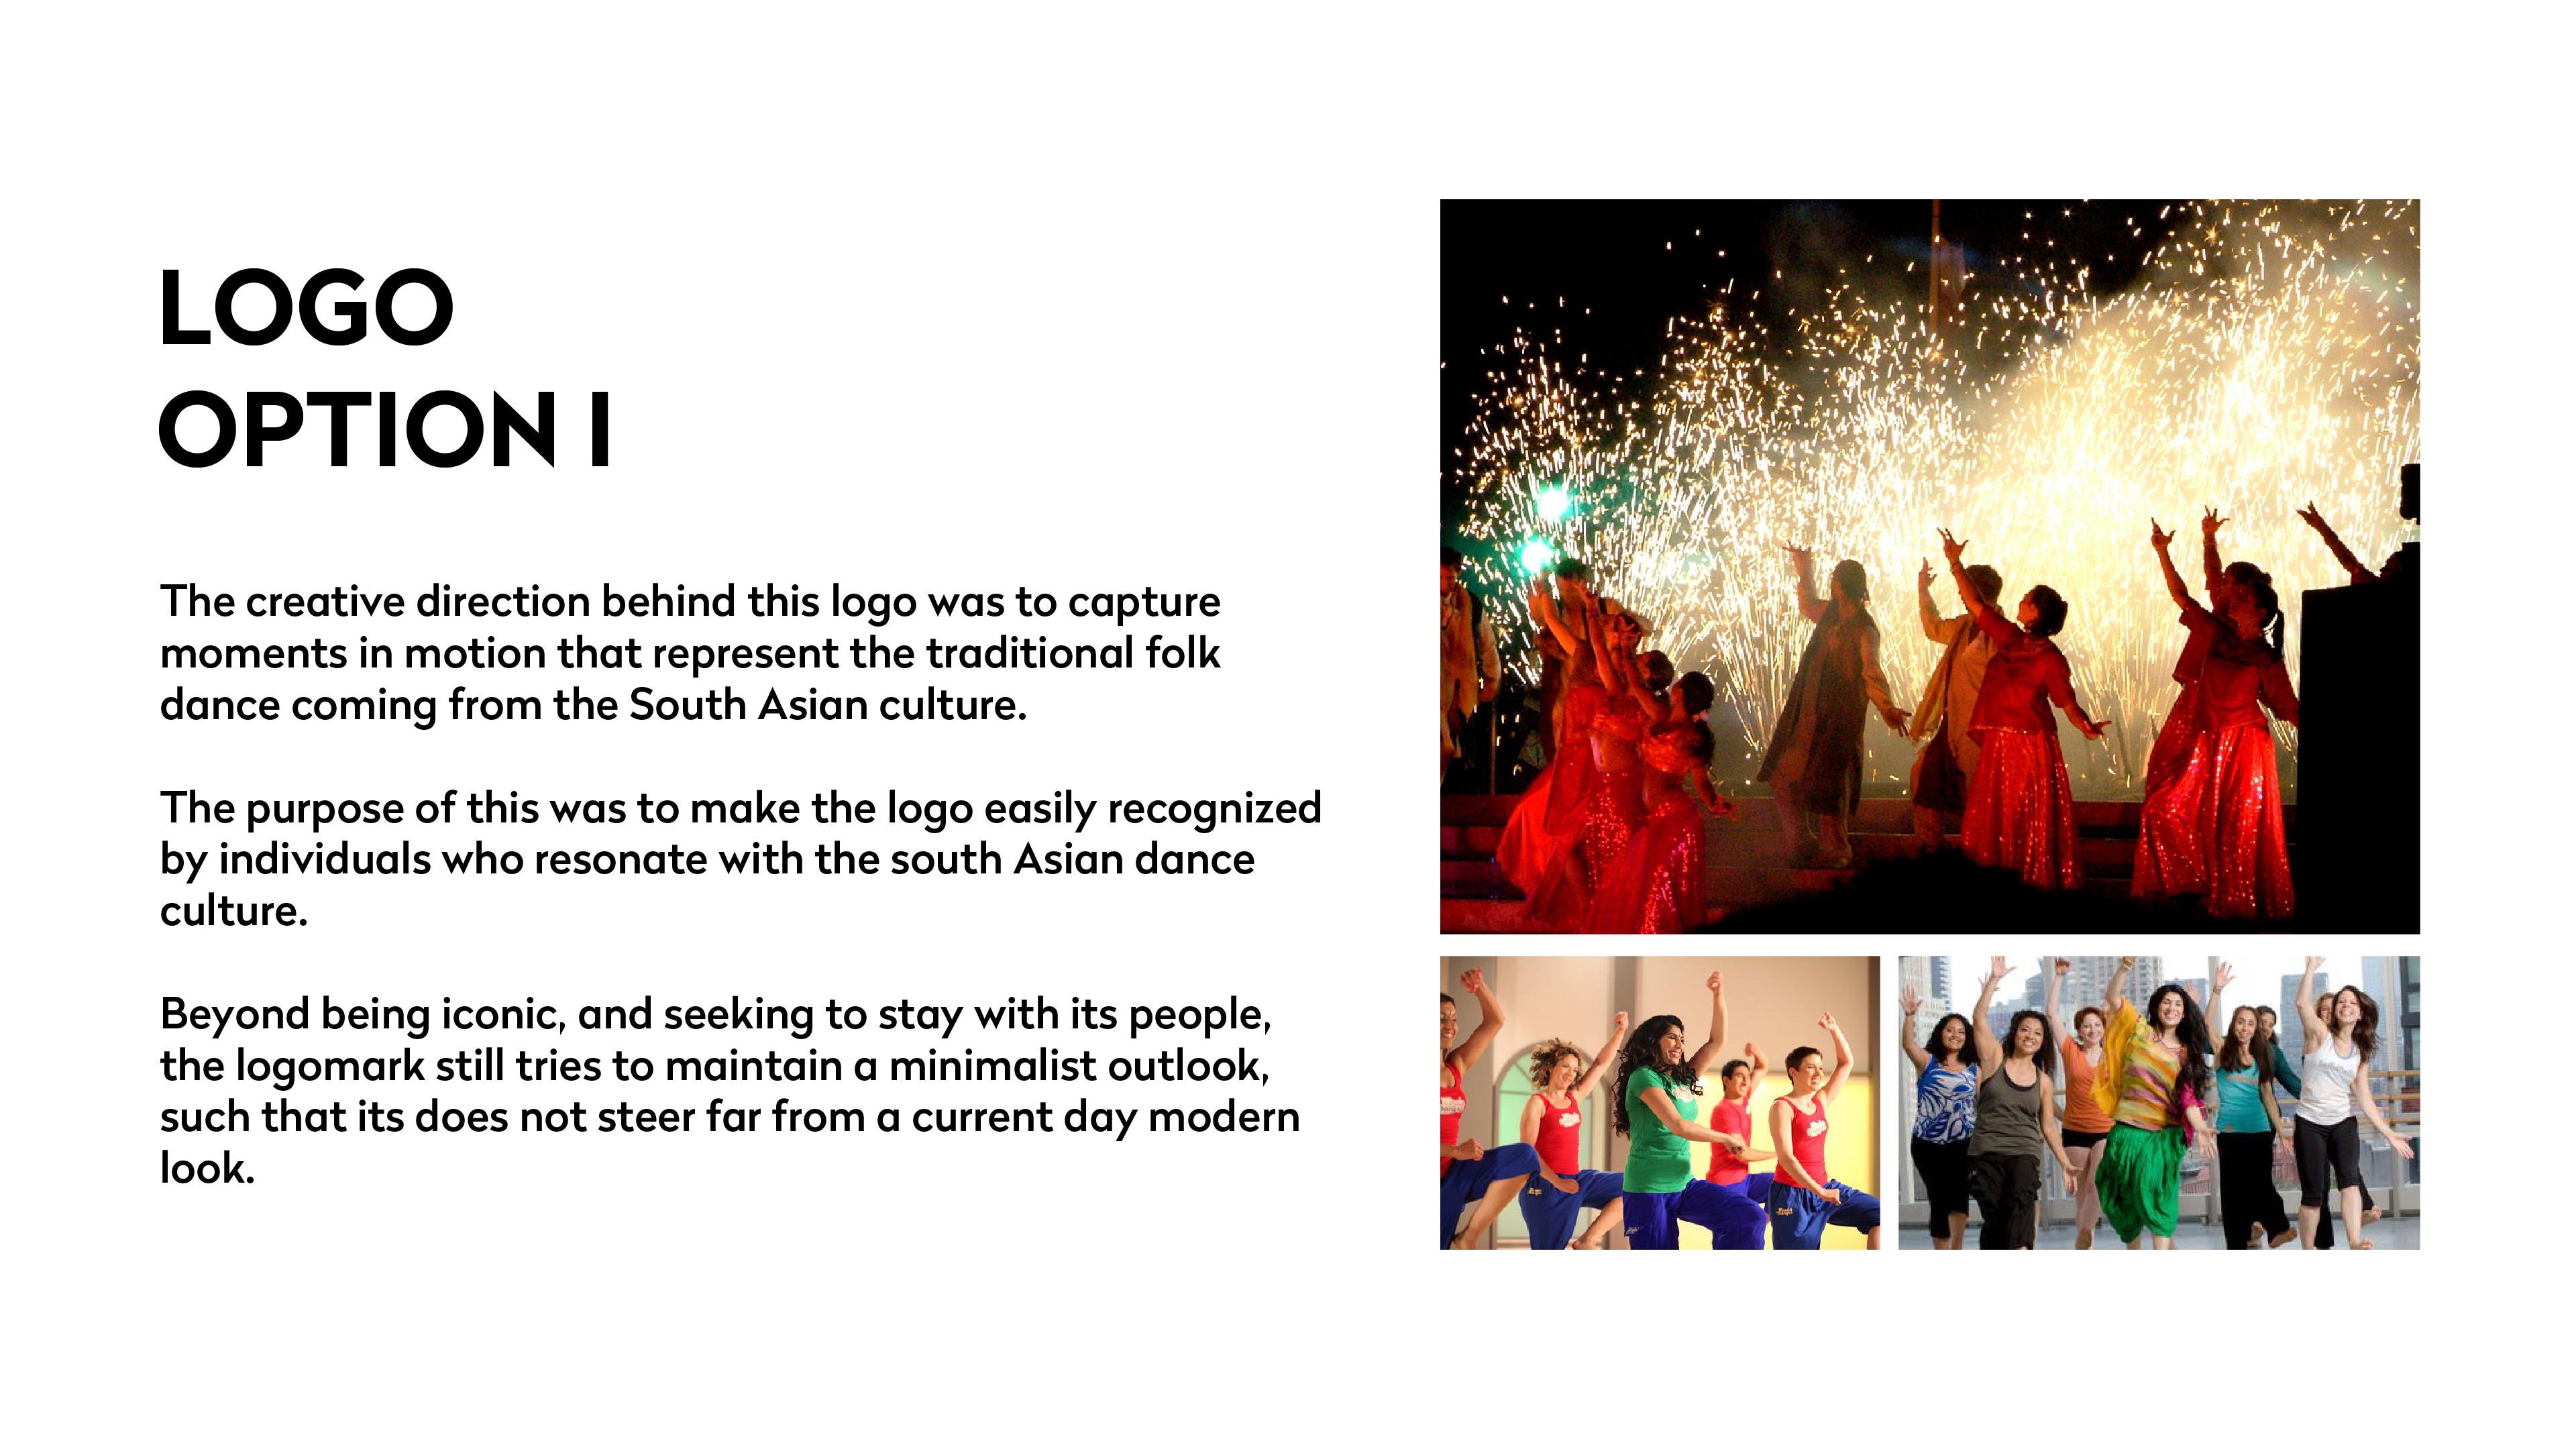 LOGO
OPTION I
The creative direction behind this logo was to capture
moments in motion that represent the traditional folk
dance coming from the South Asian culture.
The purpose of this was to make the logo easily recognized
by individuals who resonate with the south Asian dance
culture.
Beyond being iconic, and seeking to stay with its people,
the logomark still tries to maintain a minimalist outlook,
such that its does not steer far from a current day modern
look.